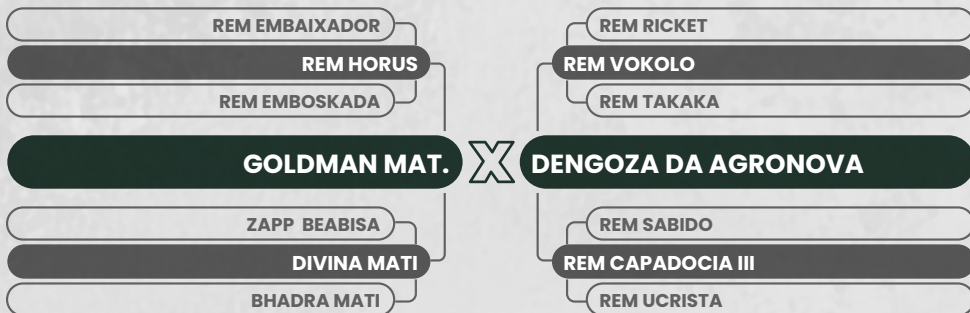 REM EMBAIXADOR
REM HORUS
REM EMBOSKADA
GOLDMAN MAT. X DENGOZA DA AGRONOVA
ZAPP BEABISA
DIVINA MATI
BHADRA MATI
REM RICKET
REM VOKOLO
REM TAKAKA
REM SABIDO
REM CAPADOCIA III
REM UCRISTA